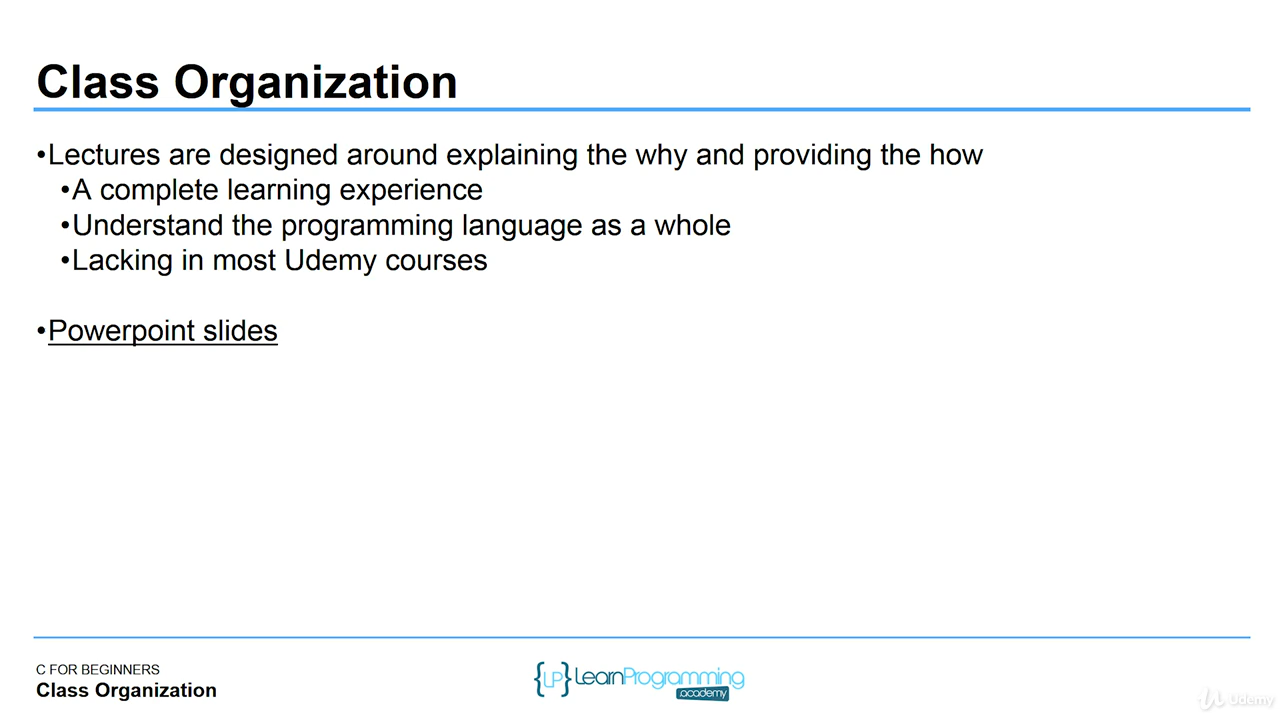 Class Organization
•Lectures are designed around explaining the why and providing the how
•A complete learning experience
•Understand the programming language as a whole
•Lacking in most Udemy courses
•Powerpoint slides
C FOR BEGINNERS
Class Organization
{LP} LearnProgramming
.academy
Udemy